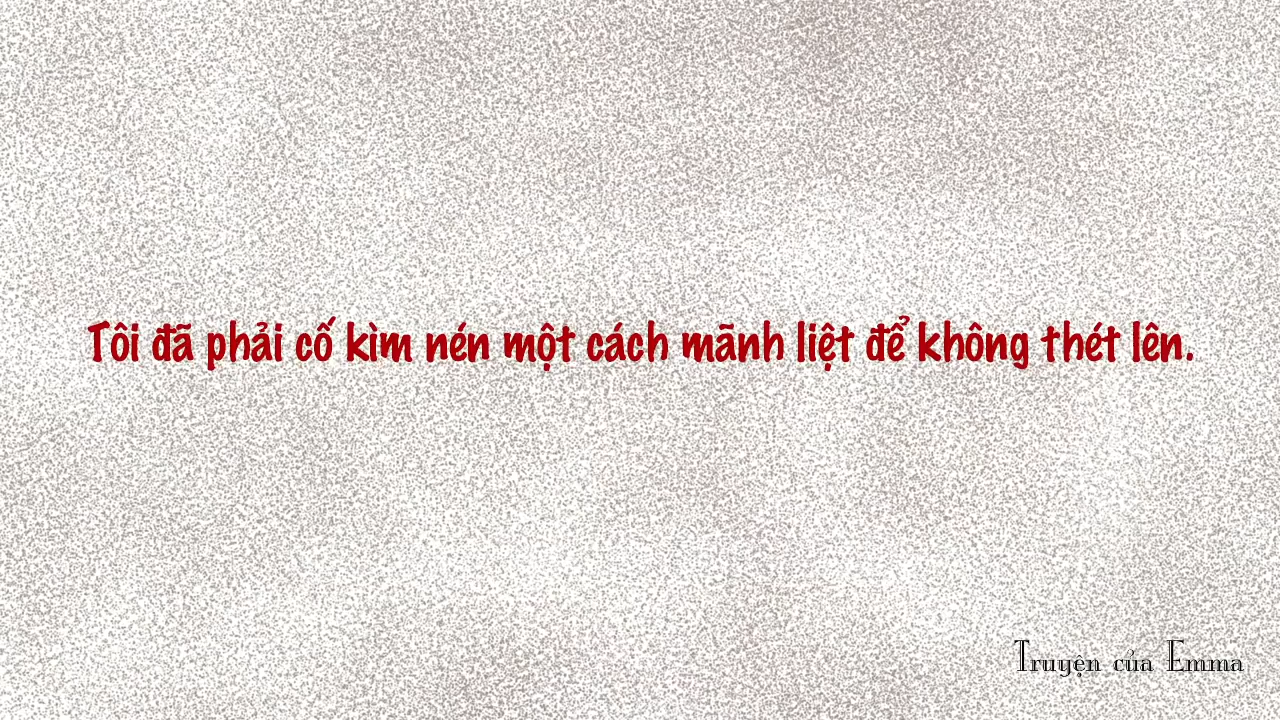 Tôi đã phải cố kìm nén một cách mãnh liệt để không thét lên.
Truyện của Emma